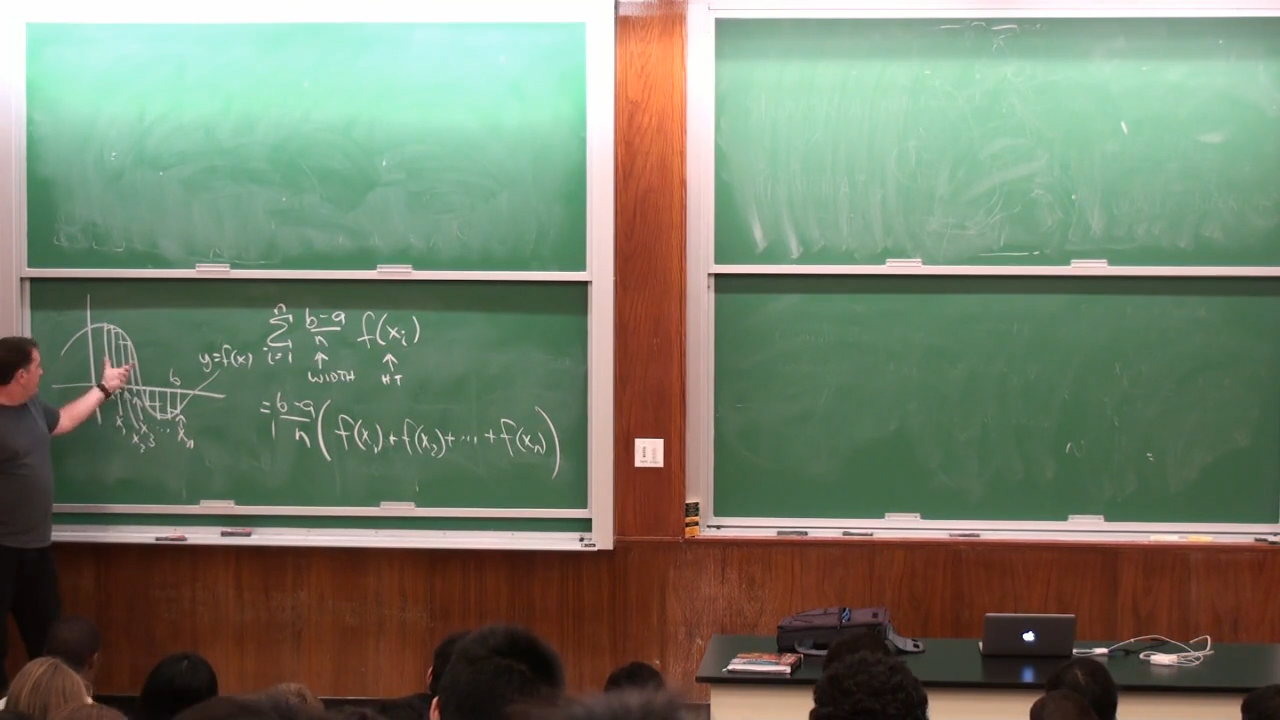 n b-a
Σ ── f(xᵢ)
i=1 n
↑ ↑
WIDTH HT
y=f(x)
b
x₁ x₂ x₃ ... xₙ
= b-a/n (f(x₁)+f(x₂)+...+f(xₙ))